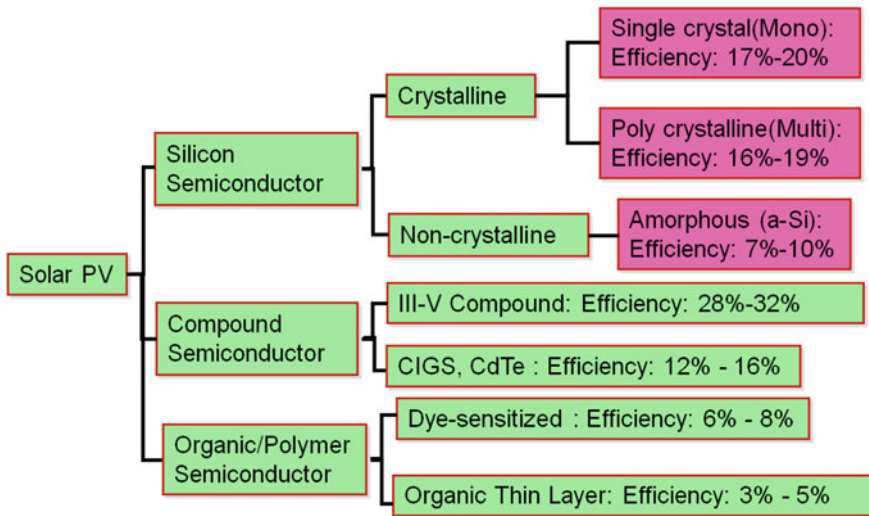 Solar PV
Silicon
Semiconductor
Crystalline
Single crystal(Mono):
Efficiency: 17%-20%
Poly crystalline(Multi):
Efficiency: 16%-19%
Non-crystalline
Amorphous (a-Si):
Efficiency: 7%-10%
Compound
Semiconductor
III-V Compound: Efficiency: 28%-32%
CIGS, CdTe : Efficiency: 12% - 16%
Organic/Polymer
Semiconductor
Dye-sensitized : Efficiency: 6% - 8%
Organic Thin Layer: Efficiency: 3% - 5%